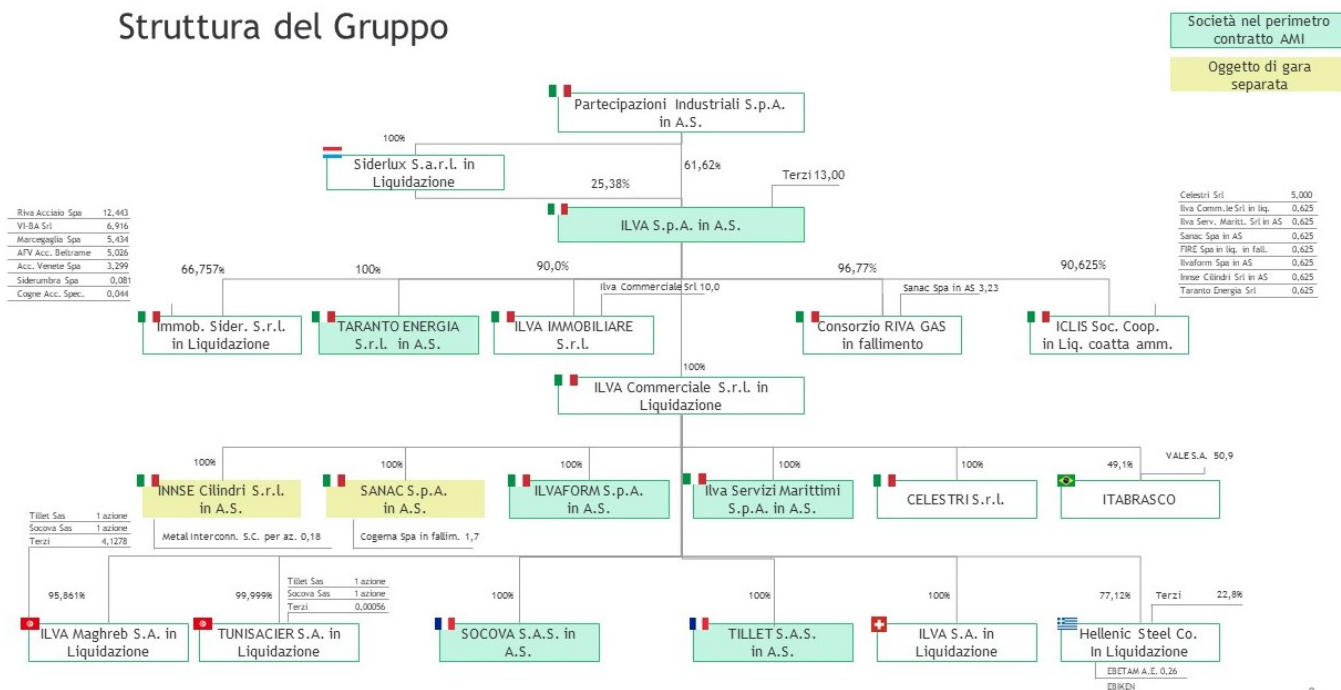 Struttura del Gruppo
Società nel perimetro
contratto AMI
Oggetto di gara
separata
Partecipazioni Industriali S.p.A.
in A.S.
100%
Siderlux S.a.r.l. in
Liquidazione
61,62%
25,38%
Terzi 13,00
ILVA S.p.A. in A.S.
Riva Acciaio Spa 12,443
VI-BA Srl 6,916
Marcegaglia Spa 5,434
AFV Acc. Beltrame 5,026
Acc. Venete Spa 3,299
Siderumbra Spa 0,081
Cogne Acc. Spec. 0,044
Celestri Srl 5,000
Ilva Comm.le Srl in liq. 0,625
Ilva Serv. Maritt. Srl in AS 0,625
Sanac Spa in AS 0,625
FIRE Spa in liq. in fall. 0,625
Ilvaform Spa in AS 0,625
Innse Cilindri Srl in AS 0,625
Taranto Energia Srl 0,625
66,757%
100%
90,0%
96,77%
90,625%
Ilva Commerciale Srl 10,0
Sanac Spa in AS 3,23
Immob. Sider. S.r.l.
in Liquidazione
TARANTO ENERGIA
S.r.l. in A.S.
ILVA IMMOBILIARE
S.r.l.
Consorzio RIVA GAS
in fallimento
ICLIS Soc. Coop.
in Liq. coatta amm.
100%
ILVA Commerciale S.r.l. in
Liquidazione
100%
100%
100%
100%
100%
49,1%
VALE S.A. 50,9
INNSE Cilindri S.r.l.
in A.S.
SANAC S.p.A.
in A.S.
ILVAFORM S.p.A.
in A.S.
Ilva Servizi Marittimi
S.p.A. in A.S.
CELESTRI S.r.l.
ITABRASCO
Metal Interconn. S.C. per az. 0,18
Cogema Spa in fallim. 1,7
Tillet Sas 1 azione
Socova Sas 1 azione
Terzi 4,1278
Tillet Sas 1 azione
Socova Sas 1 azione
Terzi 0,00056
95,861%
99,999%
100%
100%
100%
77,12%
Terzi 22,8%
ILVA Maghreb S.A. in
Liquidazione
TUNISACIER S.A. in
Liquidazione
SOCOVA S.A.S. in
A.S.
TILLET S.A.S.
in A.S.
ILVA S.A. in
Liquidazione
Hellenic Steel Co.
In Liquidazione
EBETAM A.E. 0,26
EBIKEN